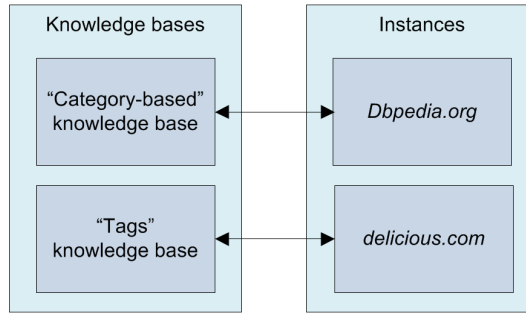 Knowledge bases
Instances
“Category-based”
knowledge base
Dbpedia.org
“Tags”
knowledge base
delicious.com